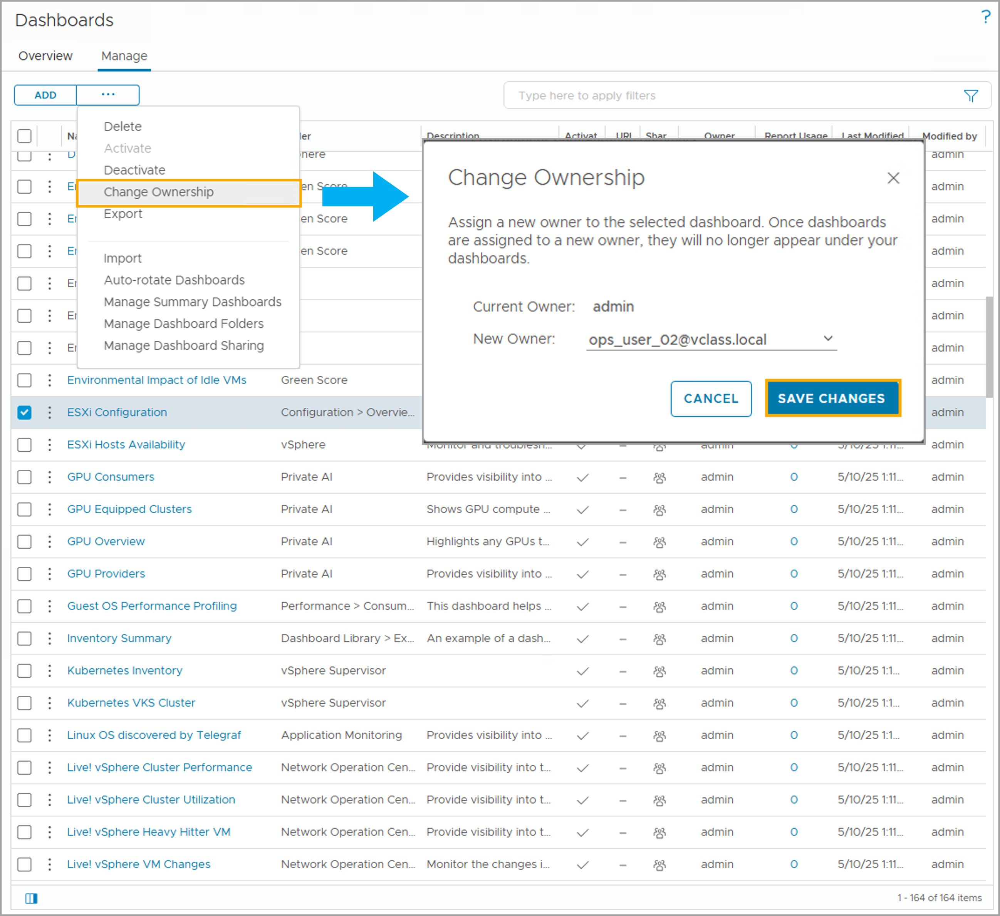 Dashboards
?
Overview Manage
ADD ...
Type here to apply filters
Delete
Activate
Deactivate
Change Ownership
Export
Import
Auto-rotate Dashboards
Manage Summary Dashboards
Manage Dashboard Folders
Manage Dashboard Sharing
Description Activat URL Shar Owner Report Usage Last Modified Modified by
admin
en Score admin
en Score admin
en Score admin
admin
admin
admin
Change Ownership
Assign a new owner to the selected dashboard. Once dashboards
are assigned to a new owner, they will no longer appear under your
dashboards.
Current Owner: admin
New Owner: ops_user_02@vclass.local
CANCEL SAVE CHANGES
Environmental Impact of Idle VMs Green Score admin
ESXi Configuration Configuration > Overvie... admin
ESXi Hosts Availability vSphere Monitor and troublesh... – admin 0 5/10/25 1:11... admin
GPU Consumers Private AI Provides visibility into ... – admin 0 5/10/25 1:11... admin
GPU Equipped Clusters Private AI Shows GPU compute ... – admin 0 5/10/25 1:11... admin
GPU Overview Private AI Highlights any GPUs t... – admin 0 5/10/25 1:11... admin
GPU Providers Private AI Provides visibility into ... – admin 0 5/10/25 1:11... admin
Guest OS Performance Profiling Performance > Consum... This dashboard helps ... – admin 0 5/10/25 1:11... admin
Inventory Summary Dashboard Library > Ex... An example of a dash... – admin 0 5/10/25 1:11... admin
Kubernetes Inventory vSphere Supervisor – admin 0 5/10/25 1:1... admin
Kubernetes VKS Cluster vSphere Supervisor – admin 0 5/10/25 1:1... admin
Linux OS discovered by Telegraf Application Monitoring Provides visibility into ... – admin 0 5/10/25 1:1... admin
Live! vSphere Cluster Performance Network Operation Cen... Provide visibility into t... – admin 0 5/10/25 1:11... admin
Live! vSphere Cluster Utilization Network Operation Cen... Provide visibility into t... – admin 0 5/10/25 1:11... admin
Live! vSphere Heavy Hitter VM Network Operation Cen... Provide visibility into t... – admin 0 5/10/25 1:11... admin
Live! vSphere VM Changes Network Operation Cen... Monitor the changes i... – admin 0 5/10/25 1:11... admin
1 - 164 of 164 items